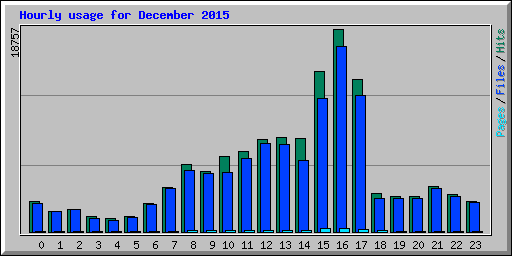 Hourly usage for December 2015
18757
Pages/Files/Hits
0 1 2 3 4 5 6 7 8 9 10 11 12 13 14 15 16 17 18 19 20 21 22 23